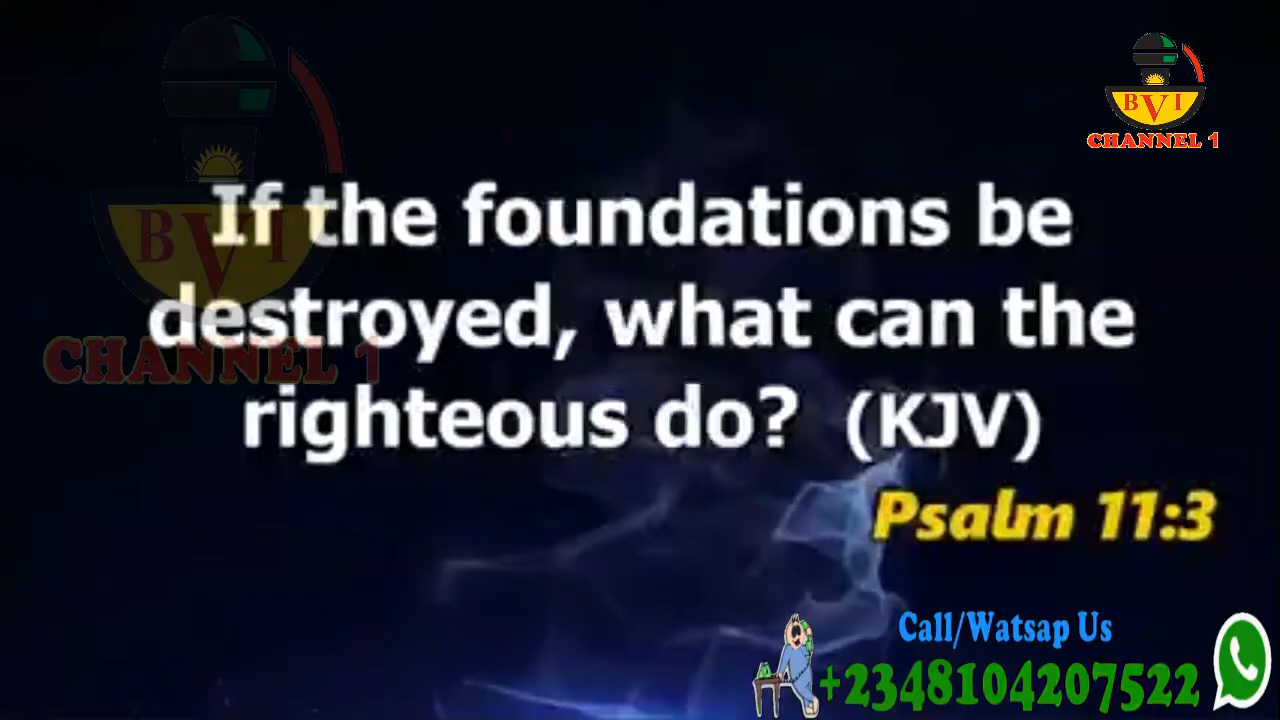 BVI
CHANNEL 1
BVI
CHANNEL 1
If the foundations be
destroyed, what can the
righteous do? (KJV)
Psalm 11:3
Call/Watsap Us
+2348104207522